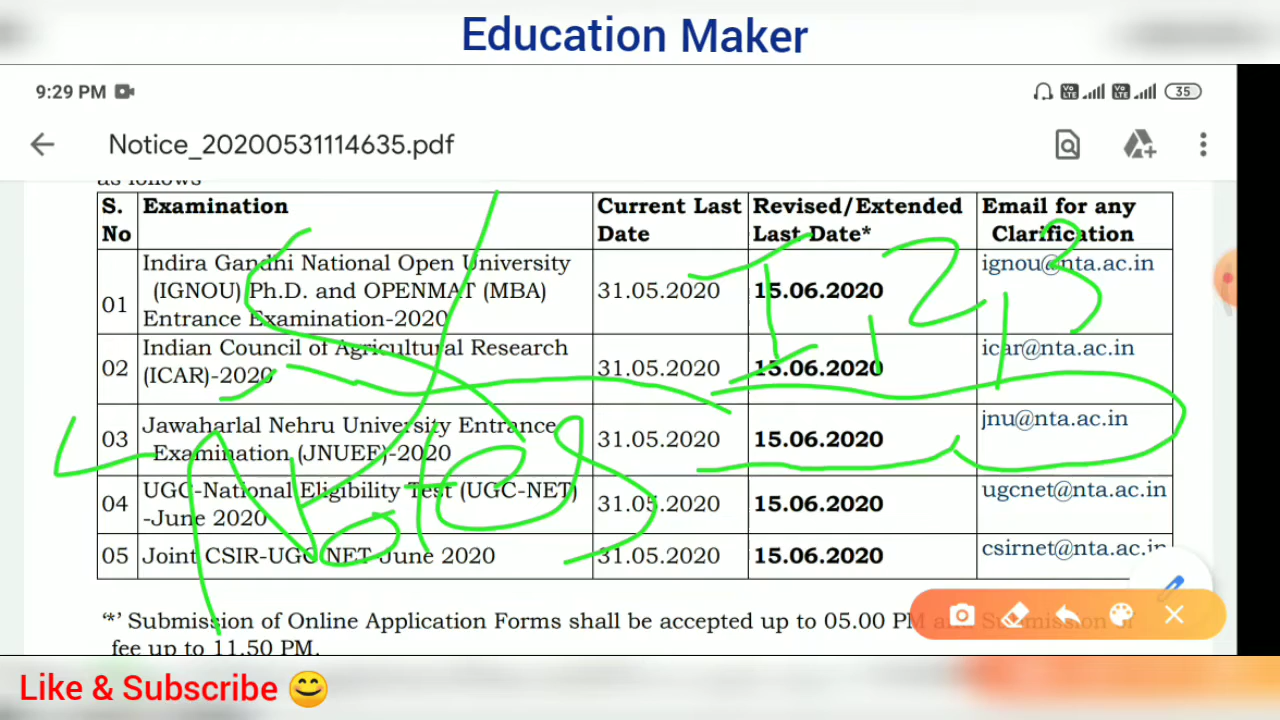 Education Maker
9:29 PM
35
Notice_20200531114635.pdf
as follows
S. No Examination Current Last Date Revised/Extended Last Date* Email for any Clarification
01 Indira Gandhi National Open University (IGNOU) Ph.D. and OPENMAT (MBA) Entrance Examination-2020 31.05.2020 15.06.2020 ignou@nta.ac.in
02 Indian Council of Agricultural Research (ICAR)-2020 31.05.2020 15.06.2020 icar@nta.ac.in
03 Jawaharlal Nehru University Entrance Examination (JNUEE)-2020 31.05.2020 15.06.2020 jnu@nta.ac.in
04 UGC-National Eligibility Test (UGC-NET) -June 2020 31.05.2020 15.06.2020 ugcnet@nta.ac.in
05 Joint CSIR-UGC NET June 2020 31.05.2020 15.06.2020 csirnet@nta.ac.in
I, 2, 3
Notes
'*' Submission of Online Application Forms shall be accepted up to 05.00 PM and Submission of
fee up to 11.50 PM.
Like & Subscribe 😊